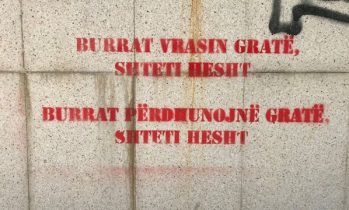 BURRAT VRASIN GRATË,
SHTETI HESHT
BURRAT PËRDHUNOJNË GRATË,
SHTETI HESHT